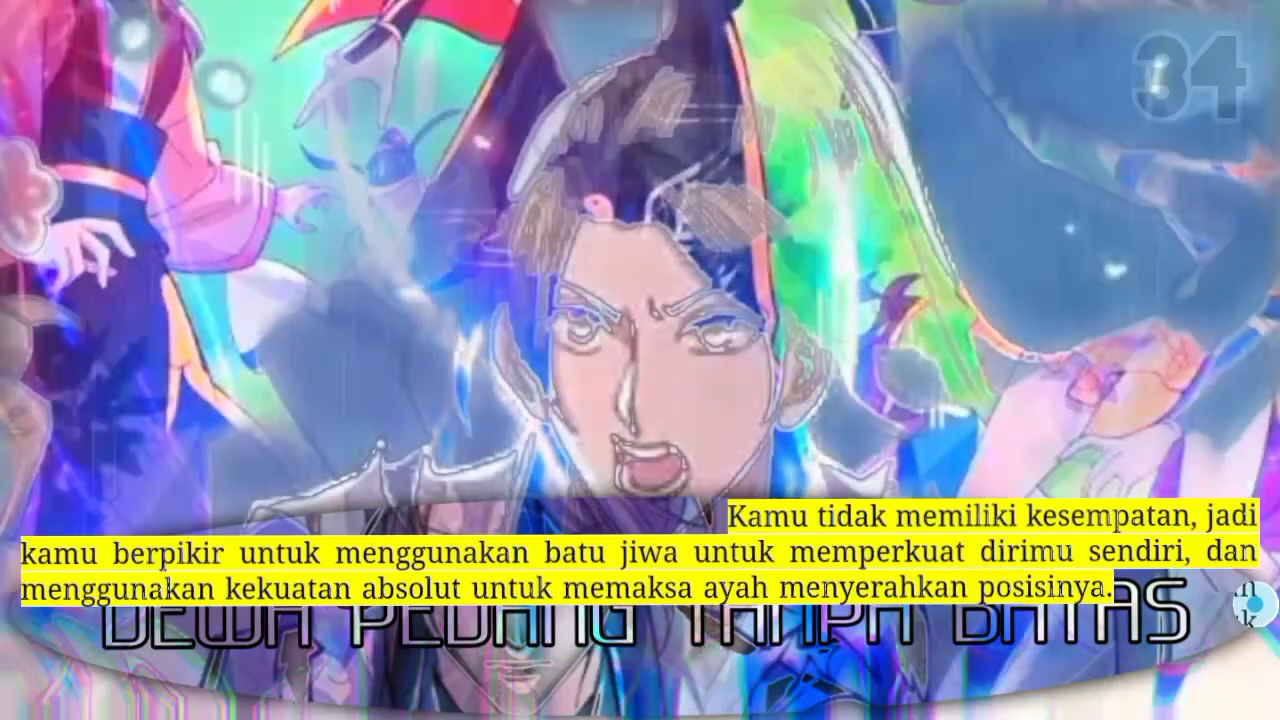 34
Kamu tidak memiliki kesempatan, jadi
kamu berpikir untuk menggunakan batu jiwa untuk memperkuat dirimu sendiri, dan
menggunakan kekuatan absolut untuk memaksa ayah menyerahkan posisinya.
DEWA PEDANG TANPA BATAS